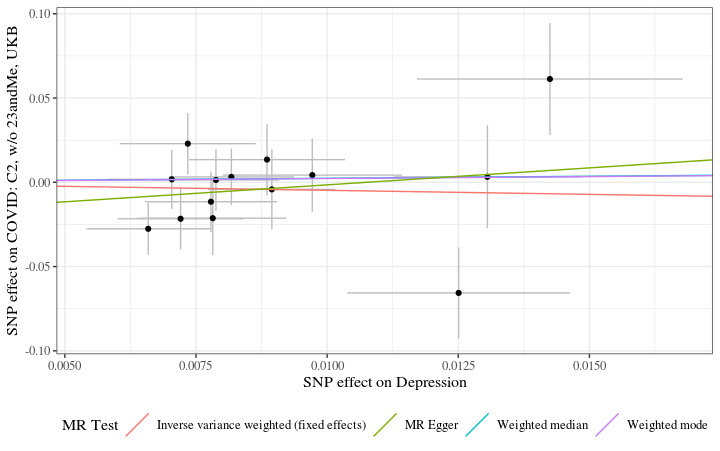 SNP effect on COVID: C2, w/o 23andMe, UKB
0.10
0.05
0.00
-0.05
-0.10
0.0050 0.0075 0.0100 0.0125 0.0150
SNP effect on Depression
MR Test Inverse variance weighted (fixed effects) MR Egger Weighted median Weighted mode